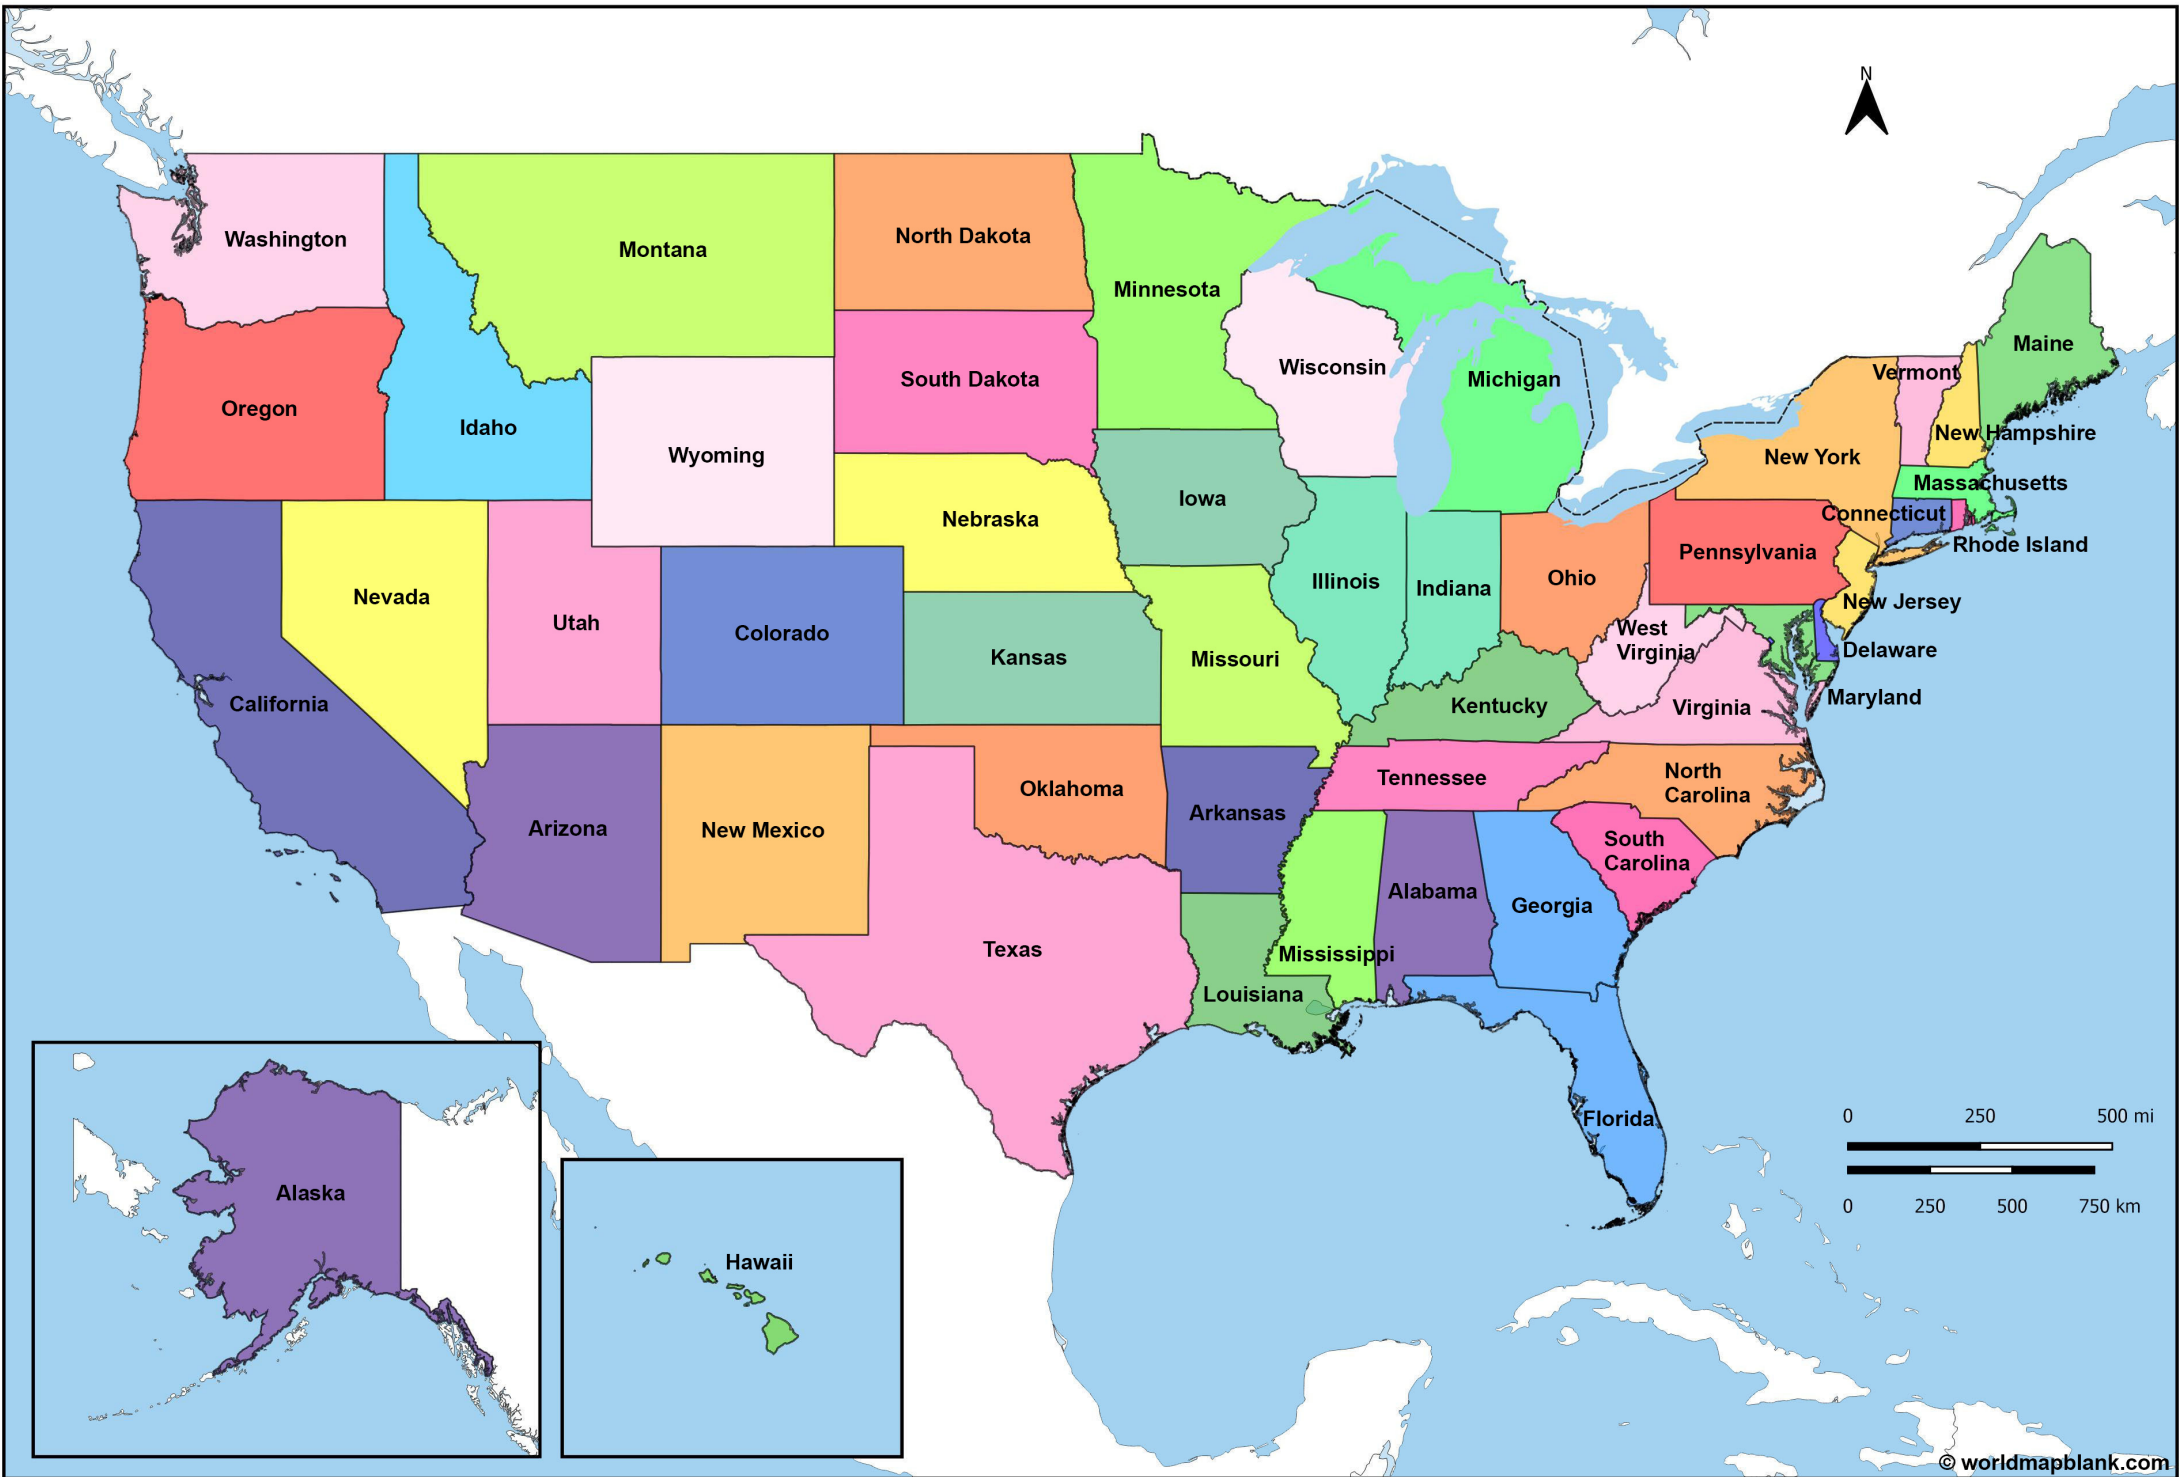 N
Washington
Montana
North Dakota
Minnesota
Maine
Wisconsin
Michigan
Vermont
Oregon
Idaho
South Dakota
New Hampshire
Wyoming
New York
Massachusetts
Iowa
Connecticut
Nebraska
Rhode Island
Pennsylvania
Nevada
Utah
Colorado
Illinois
Indiana
Ohio
New Jersey
West
Virginia
Delaware
Kansas
Missouri
California
Kentucky
Virginia
Maryland
Tennessee
North
Carolina
Oklahoma
Arkansas
Arizona
New Mexico
South
Carolina
Alabama
Georgia
Texas
Mississippi
Louisiana
Florida
0 250 500 mi
0 250 500 750 km
Alaska
Hawaii
© worldmapblank.com